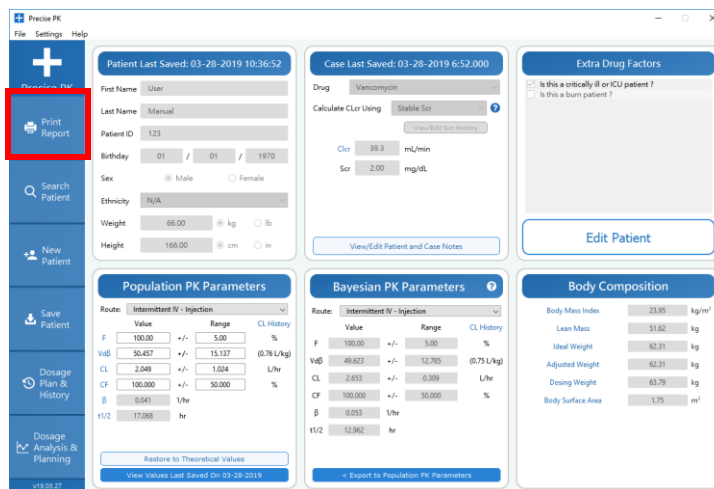 Precise PK
File Settings Help
Precise PK
Print
Report
Search
Patient
New
Patient
Save
Patient
Dosage
Plan &
History
Dosage
Analysis &
Planning
v19.03.27
Patient Last Saved: 03-28-2019 10:36:52
First Name User
Last Name Manual
Patient ID 123
Birthday 01 / 01 / 1970
Sex Male Female
Ethnicity N/A
Weight 66.00 kg lb
Height 166.00 cm in
Case Last Saved: 03-28-2019 6:52.000
Drug Vancomycin
Calculate CLcr Using Stable Scr ?
View/Edit Scr History
Clcr 39.3 mL/min
Scr 2.00 mg/dL
View/Edit Patient and Case Notes
Extra Drug Factors
Is this a critically ill or ICU patient ?
Is this a burn patient ?
Edit Patient
Population PK Parameters
Route: Intermittent IV - Injection
Value Range CL History
F 100.00 +/- 5.00 %
Vdβ 50.457 +/- 15.137 (0.76 L/kg)
CL 2.049 +/- 1.024 L/hr
CF 100.000 +/- 50.000 %
β 0.041 1/hr
t1/2 17.068 hr
Restore to Theoretical Values
View Values Last Saved On 03-28-2019
Bayesian PK Parameters ?
Route: Intermittent IV - Injection
Value Range CL History
F 100.00 +/- 5.00 %
Vdβ 49.623 +/- 12.785 (0.75 L/kg)
CL 2.653 +/- 0.309 L/hr
CF 100.000 +/- 50.000 %
β 0.053 1/hr
t1/2 12.962 hr
< Export to Population PK Parameters
Body Composition
Body Mass Index 23.95 kg/m²
Lean Mass 51.62 kg
Ideal Weight 62.31 kg
Adjusted Weight 62.31 kg
Dosing Weight 63.79 kg
Body Surface Area 1.75 m²